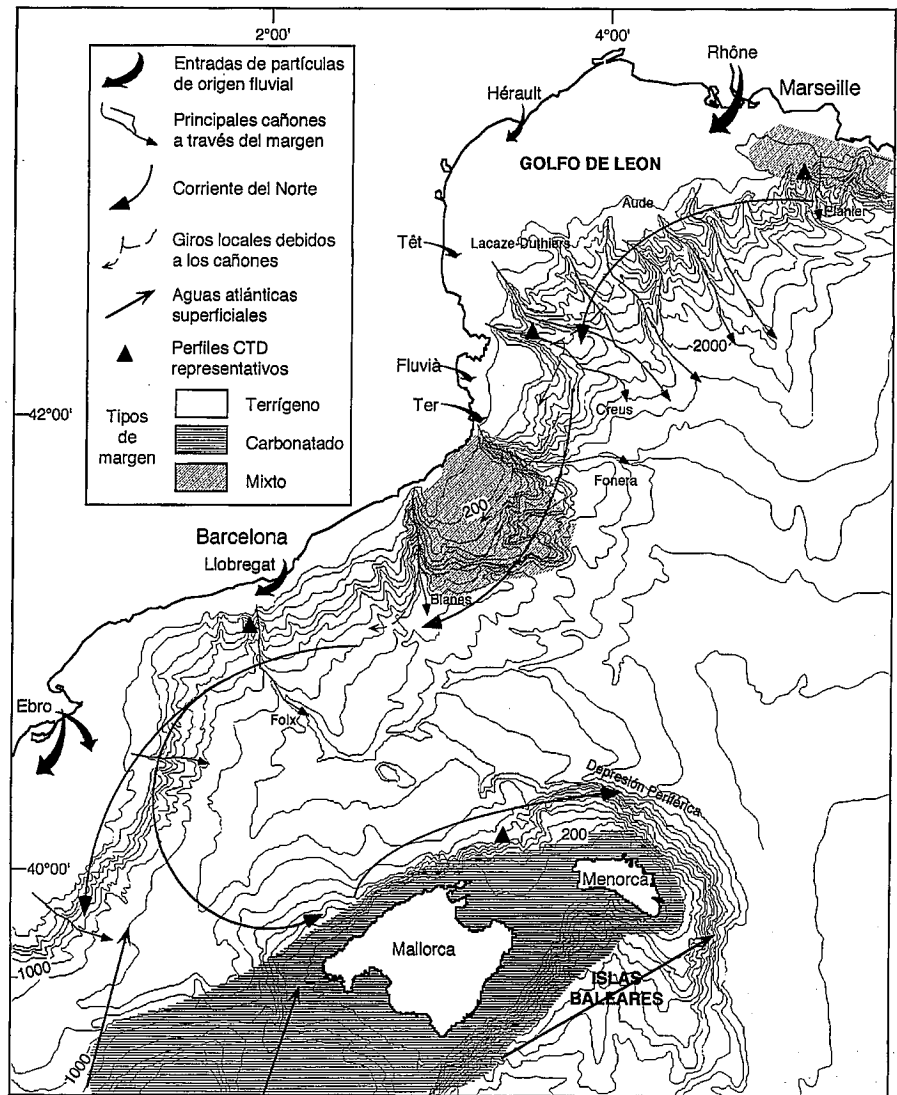 2°00'
4°00'
Entradas de partículas
de origen fluvial
Principales cañones
a través del margen
Corriente del Norte
Giros locales debidos
a los cañones
Aguas atlánticas
superficiales
Perfiles CTD
representativos
Tipos
de
margen
Terrígeno
Carbonatado
Mixto
Rhône
Marseille
Hérault
GOLFO DE LEON
Aude
Planier
Lacaze-Duthiers
Têt
2000
Fluvià
Creus
Ter
42°00'
Fonera
200
Barcelona
Llobregat
Blanes
Ebro
Foix
Depresión Periférica
200
40°00'
Menorca
Mallorca
1000
ISLAS
BALEARES
1000